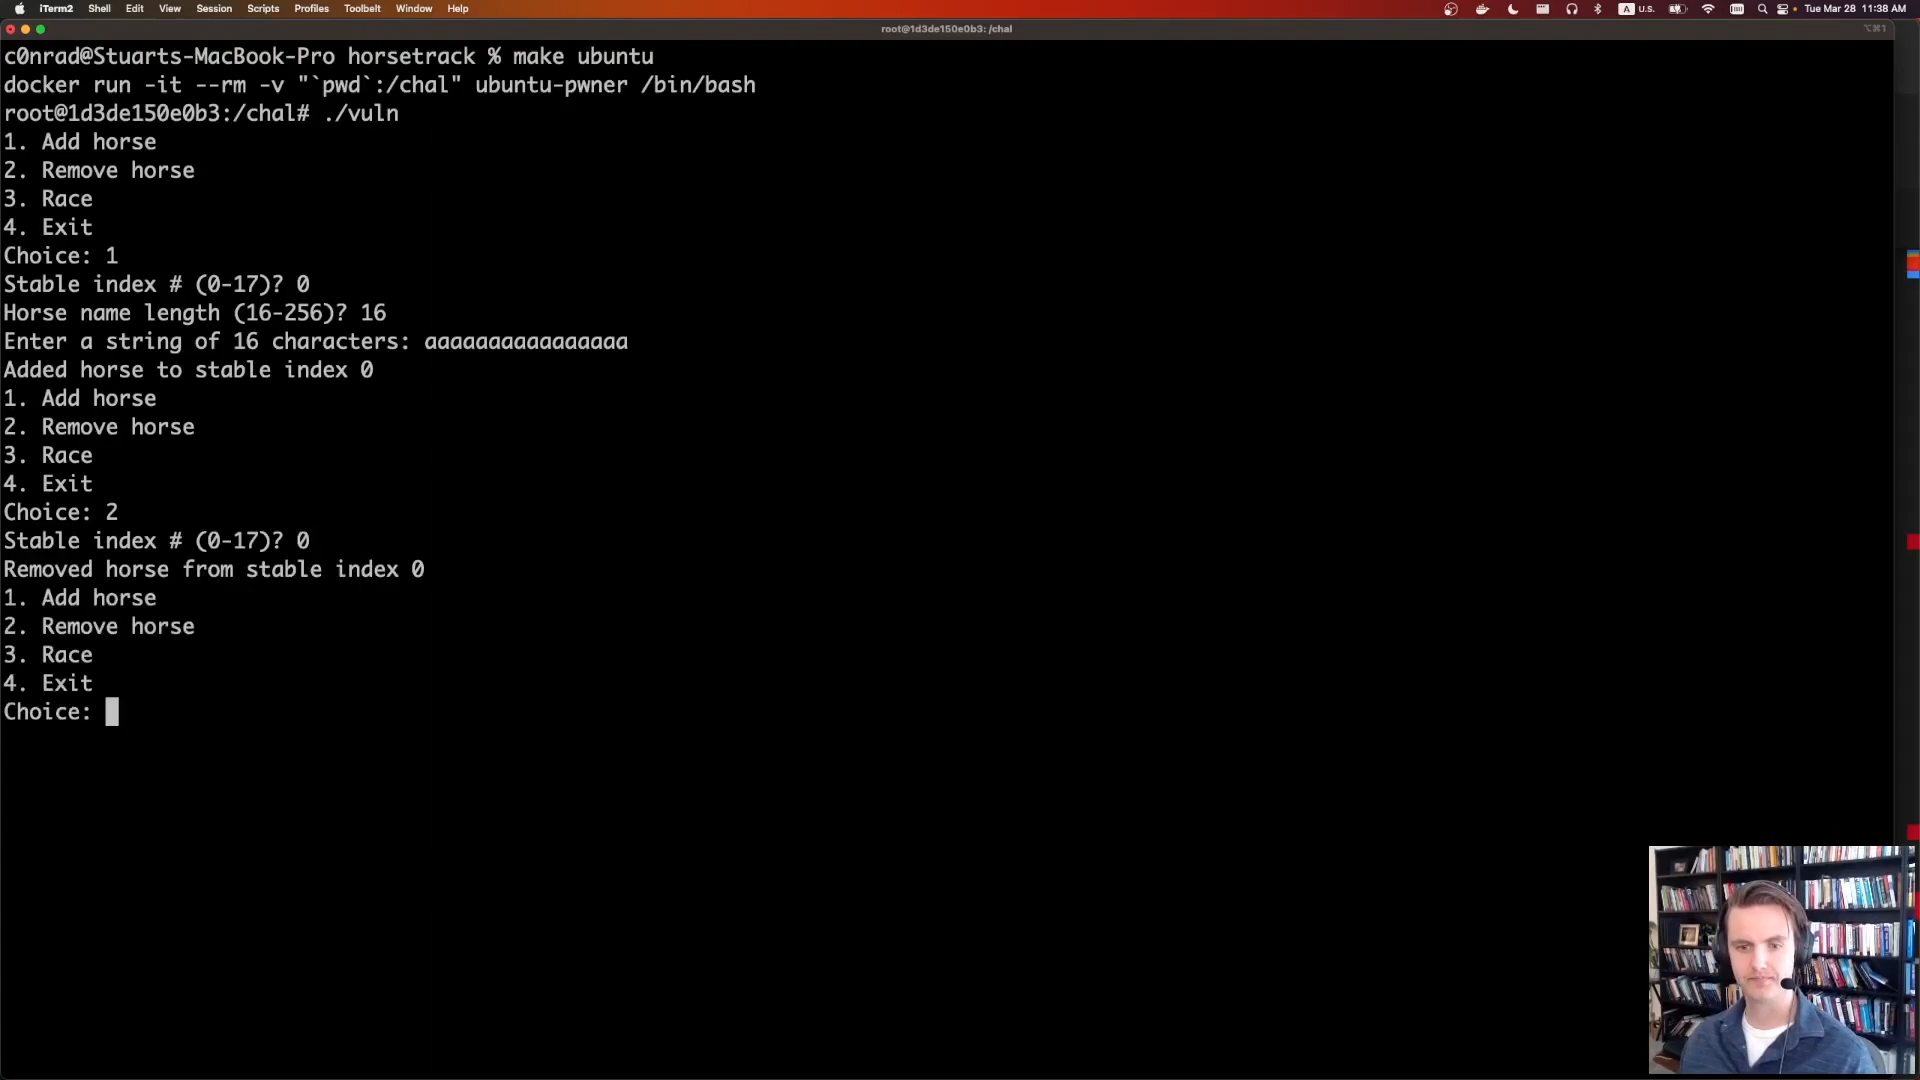 iTerm2 Shell Edit View Session Scripts Profiles Toolbelt Window Help
A U.S. Tue Mar 28 11:38 AM
root@1d3de150e0b3: /chal
⌥⌘1
c0nrad@Stuarts-MacBook-Pro horsetrack % make ubuntu
docker run -it --rm -v "`pwd`:/chal" ubuntu-pwner /bin/bash
root@1d3de150e0b3:/chal# ./vuln
1. Add horse
2. Remove horse
3. Race
4. Exit
Choice: 1
Stable index # (0-17)? 0
Horse name length (16-256)? 16
Enter a string of 16 characters: aaaaaaaaaaaaaaaa
Added horse to stable index 0
1. Add horse
2. Remove horse
3. Race
4. Exit
Choice: 2
Stable index # (0-17)? 0
Removed horse from stable index 0
1. Add horse
2. Remove horse
3. Race
4. Exit
Choice: